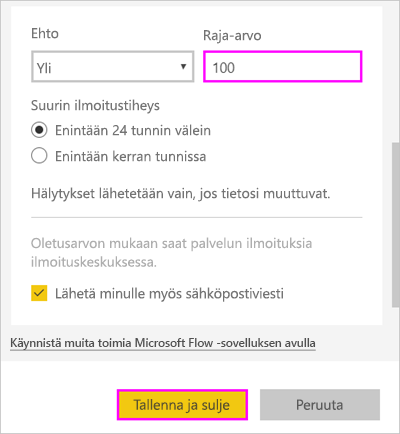 Ehto
Raja-arvo
Yli
100
Suurin ilmoitustiheys
Enintään 24 tunnin välein
Enintään kerran tunnissa
Hälytykset lähetetään vain, jos tietosi muuttuvat.
Oletusarvon mukaan saat palvelun ilmoituksia
ilmoituskeskuksessa.
Lähetä minulle myös sähköpostiviesti
Käynnistä muita toimia Microsoft Flow -sovelluksen avulla
Tallenna ja sulje
Peruuta